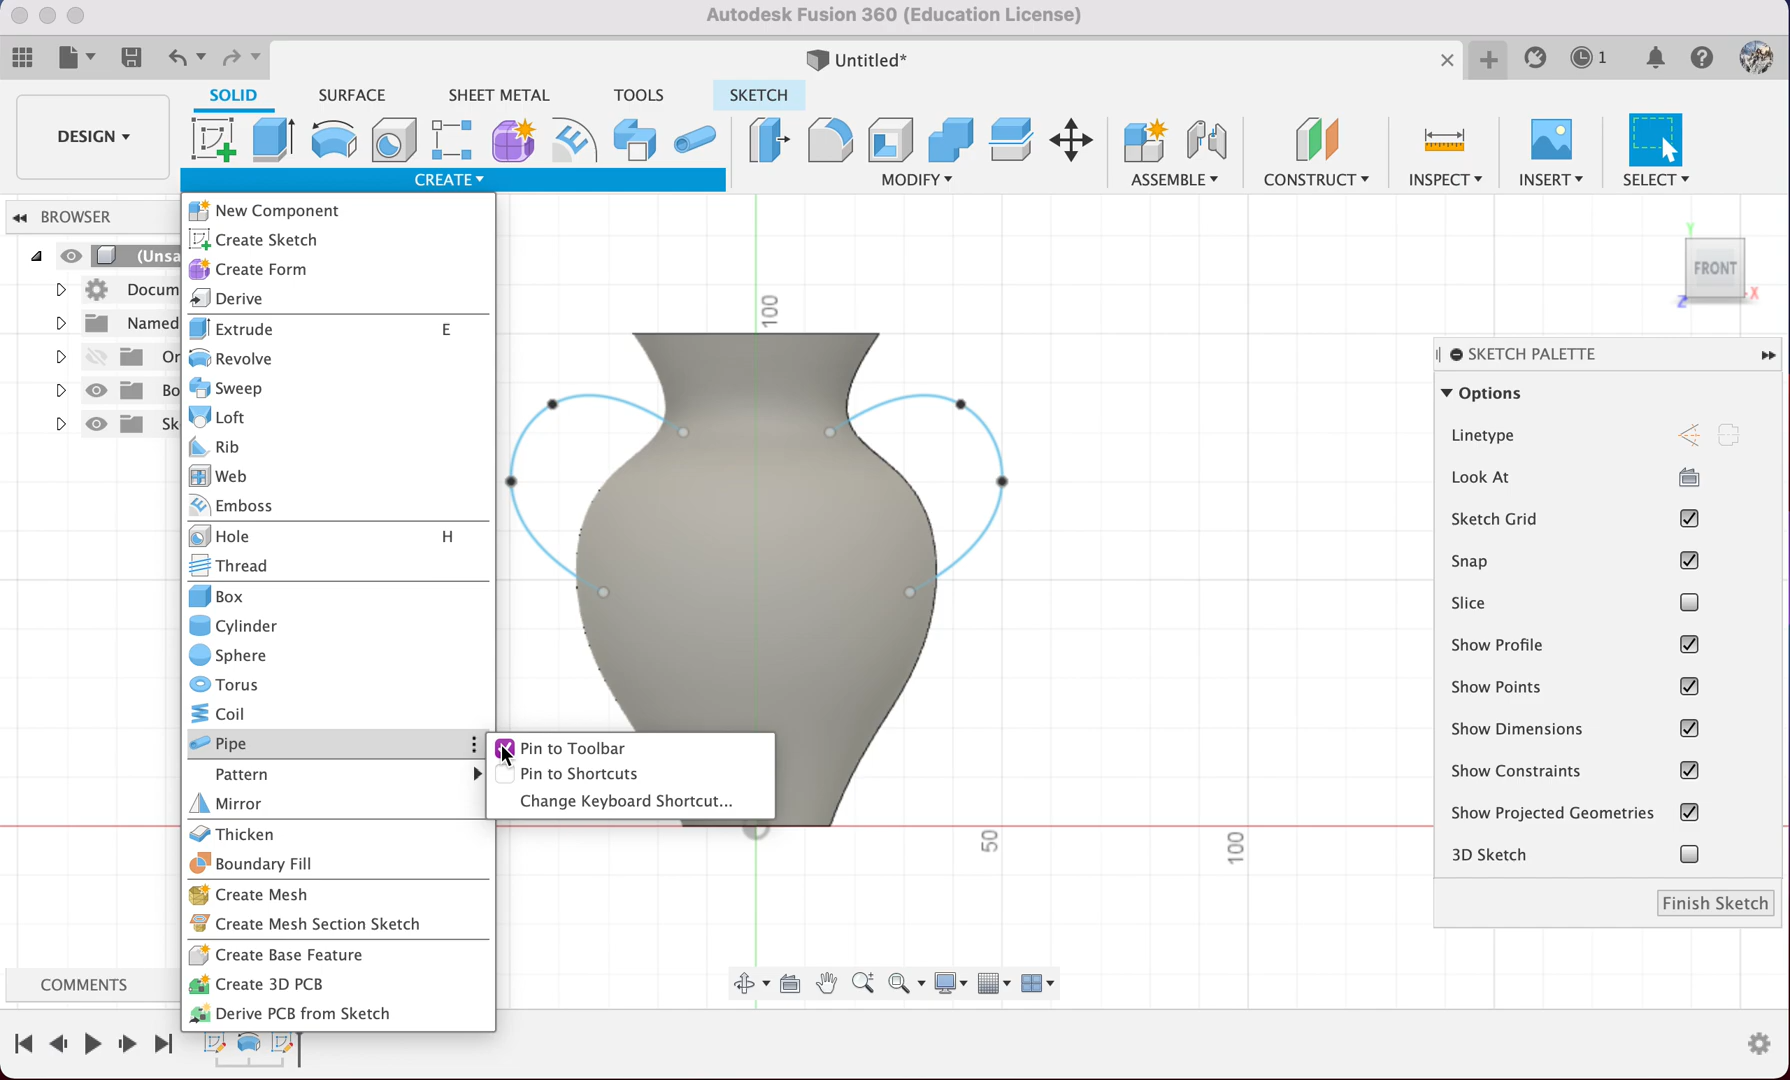 Autodesk Fusion 360 (Education License)
Untitled*
1
SOLID
SURFACE
SHEET METAL
TOOLS
SKETCH
DESIGN
CREATE
MODIFY
ASSEMBLE
CONSTRUCT
INSPECT
INSERT
SELECT
BROWSER
(Unsa
Docum
Named
Or
Bo
Sk
New Component
Create Sketch
Create Form
Derive
Extrude E
Revolve
Sweep
Loft
Rib
Web
Emboss
Hole H
Thread
Box
Cylinder
Sphere
Torus
Coil
Pipe
Pattern
Mirror
Thicken
Boundary Fill
Create Mesh
Create Mesh Section Sketch
Create Base Feature
Create 3D PCB
Derive PCB from Sketch
Pin to Toolbar
Pin to Shortcuts
Change Keyboard Shortcut...
100
50
100
Y
FRONT
X
Z
SKETCH PALETTE
Options
Linetype
Look At
Sketch Grid
Snap
Slice
Show Profile
Show Points
Show Dimensions
Show Constraints
Show Projected Geometries
3D Sketch
Finish Sketch
COMMENTS